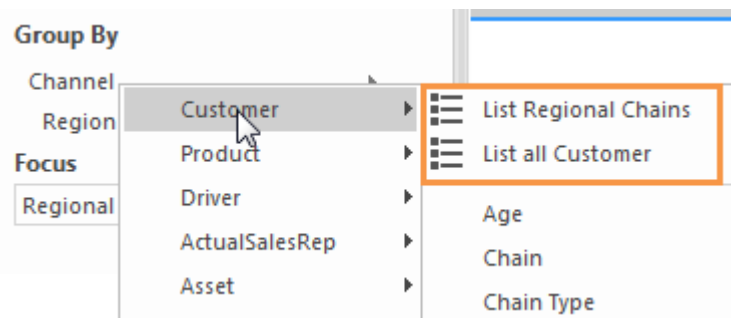 Group By
Channel
Region
Focus
Regional
Customer
Product
Driver
ActualSalesRep
Asset
List Regional Chains
List all Customer
Age
Chain
Chain Type